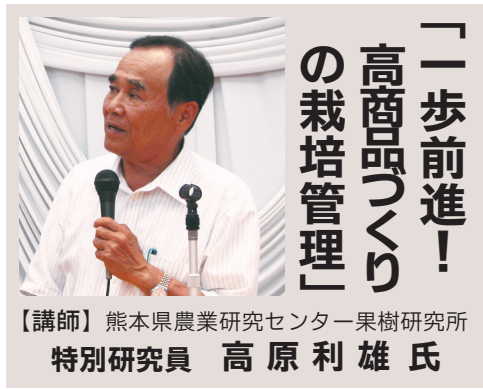 「一歩前進！
高商品づくり
の栽培管理」
【講師】熊本県農業研究センター果樹研究所
特別研究員 高原利雄 氏